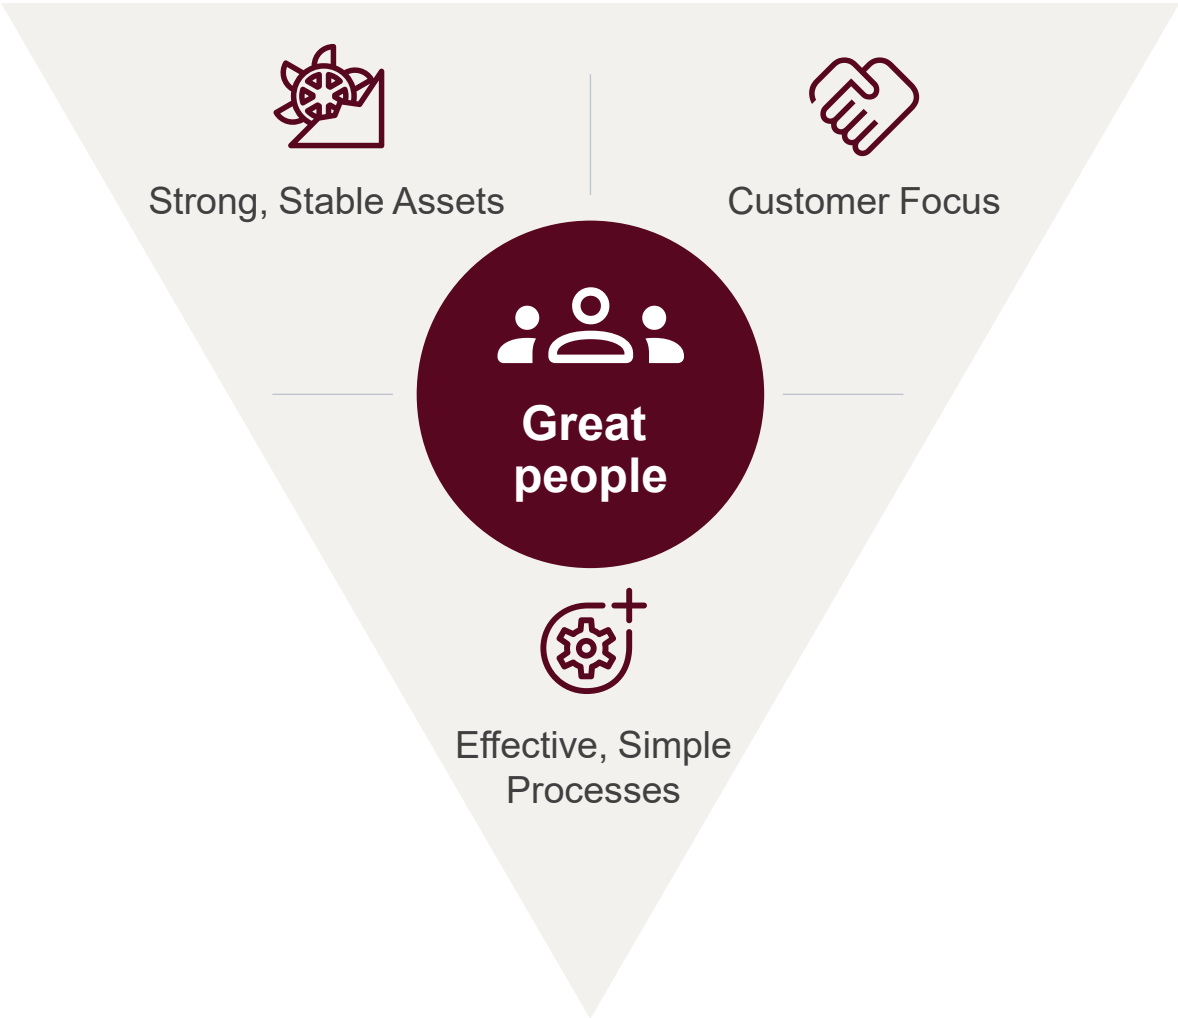 Strong, Stable Assets
Customer Focus
Great
people
Effective, Simple
Processes